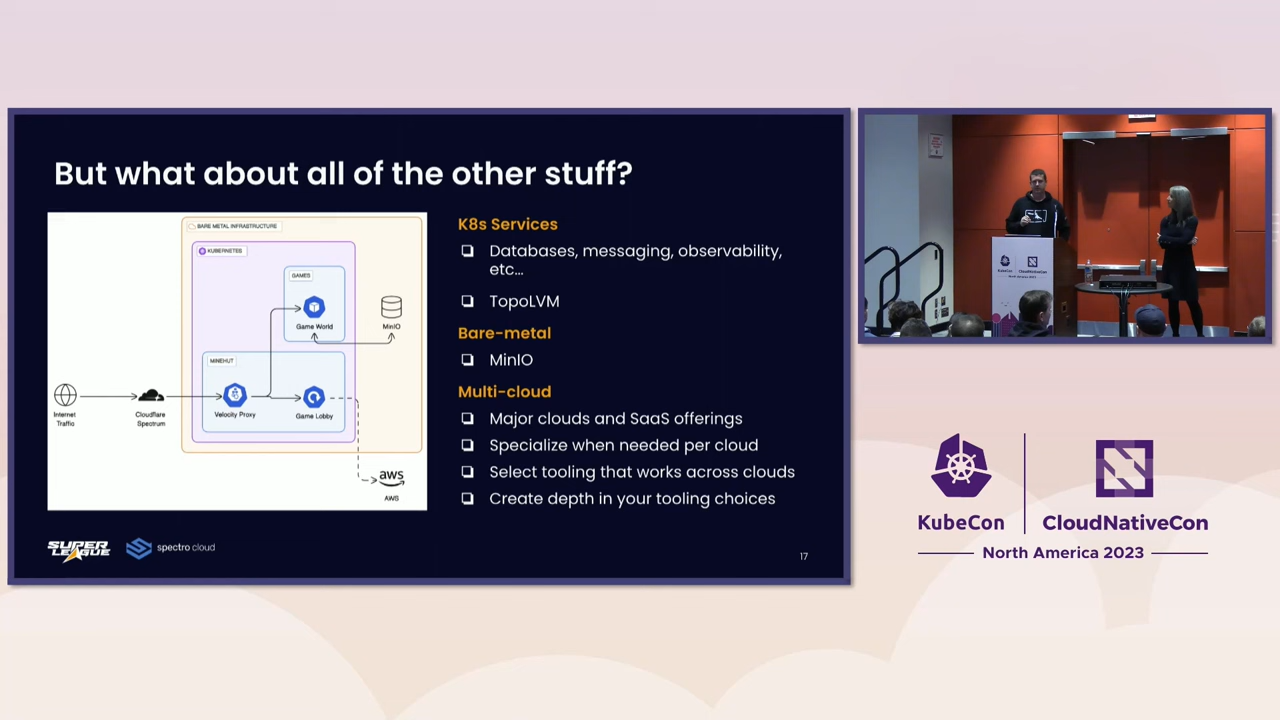 But what about all of the other stuff?
BARE METAL INFRASTRUCTURE
KUBERNETES
GAMES
Game World
MinIO
MINEHUT
Velocity Proxy
Game Lobby
Internet
Traffic
Cloudflare
Spectrum
aws
AWS
K8s Services
Databases, messaging, observability,
etc...
TopoLVM
Bare-metal
MinIO
Multi-cloud
Major clouds and SaaS offerings
Specialize when needed per cloud
Select tooling that works across clouds
Create depth in your tooling choices
SUPER
LEAGUE
spectro cloud
17
KubeCon
CloudNativeCon
KubeCon
CloudNativeCon
North America 2023